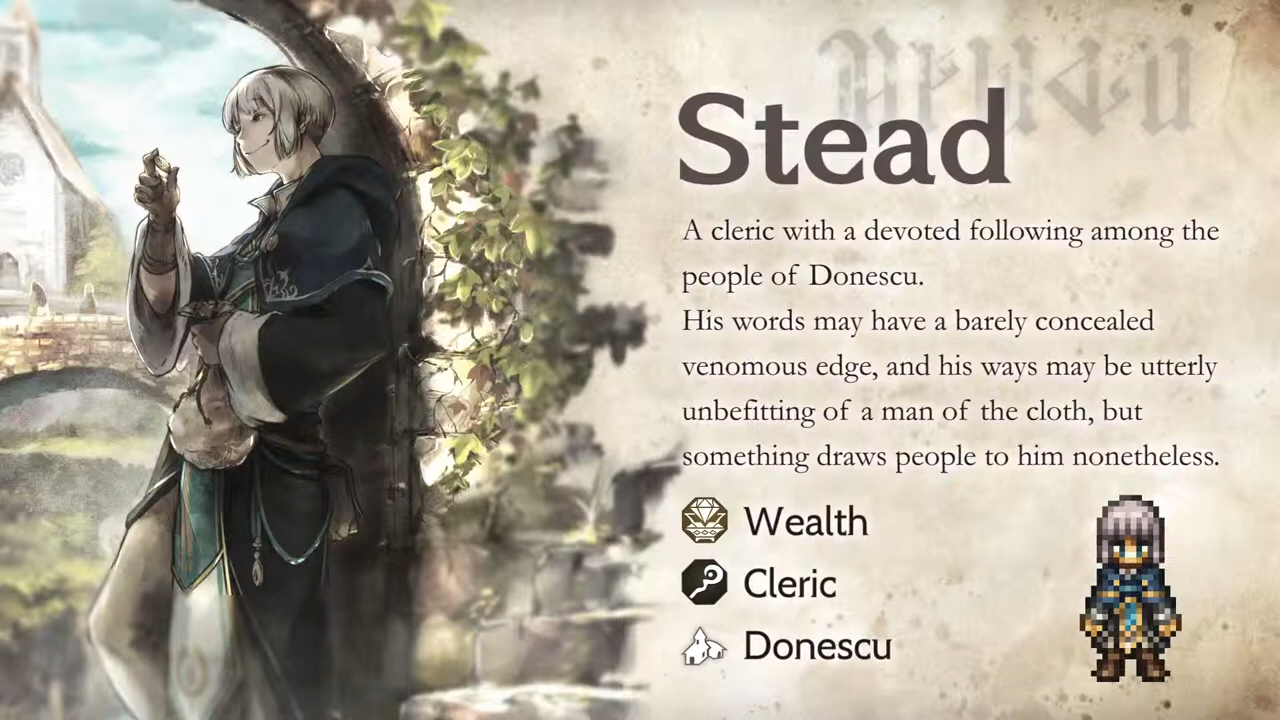 Stead
A cleric with a devoted following among the
people of Donescu.
His words may have a barely concealed
venomous edge, and his ways may be utterly
unbefitting of a man of the cloth, but
something draws people to him nonetheless.
Wealth
Cleric
Donescu